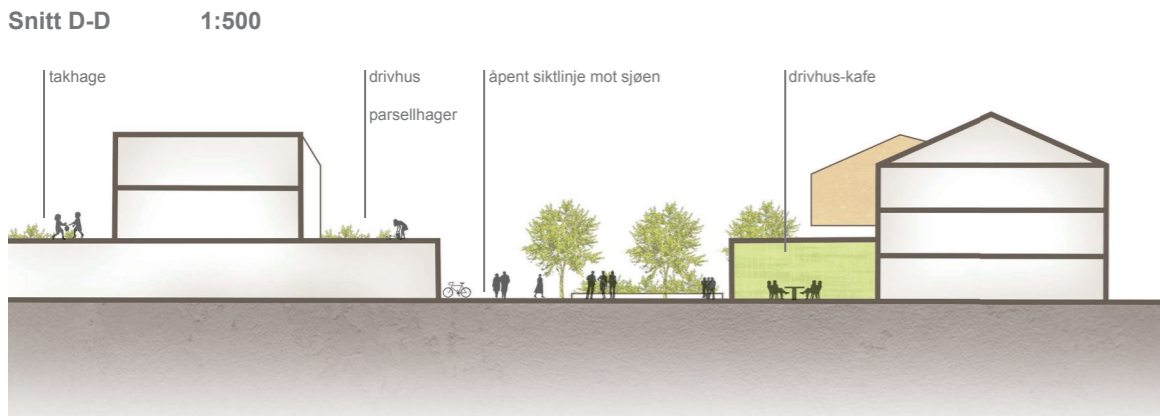 Snitt D-D 1:500
takhage
drivhus
parsellhager
åpent siktlinje mot sjøen
drivhus-kafe